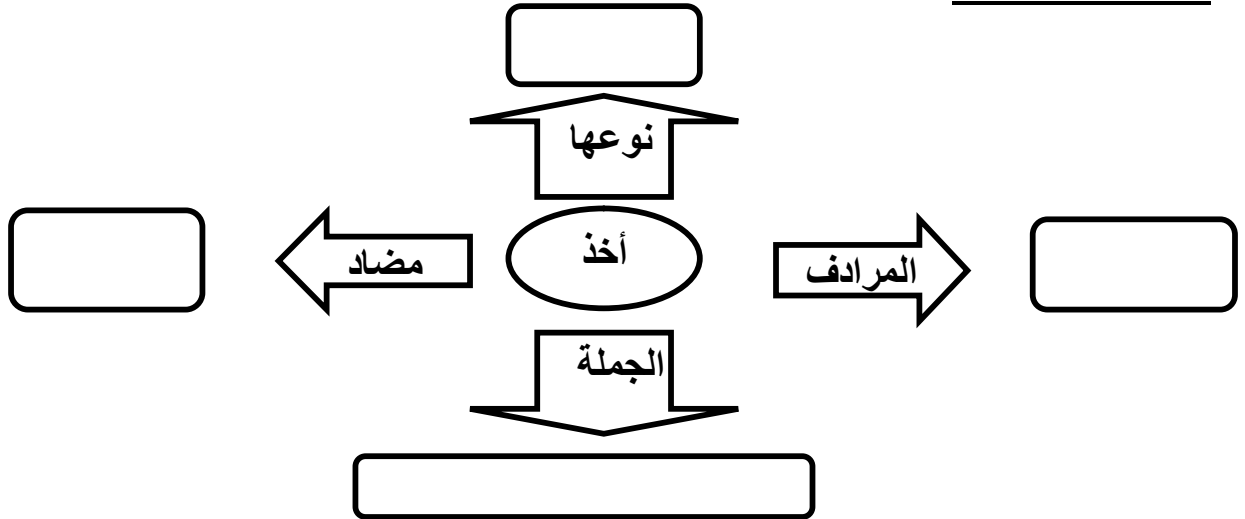 نوعها
المرادف
أخذ
مضاد
الجملة